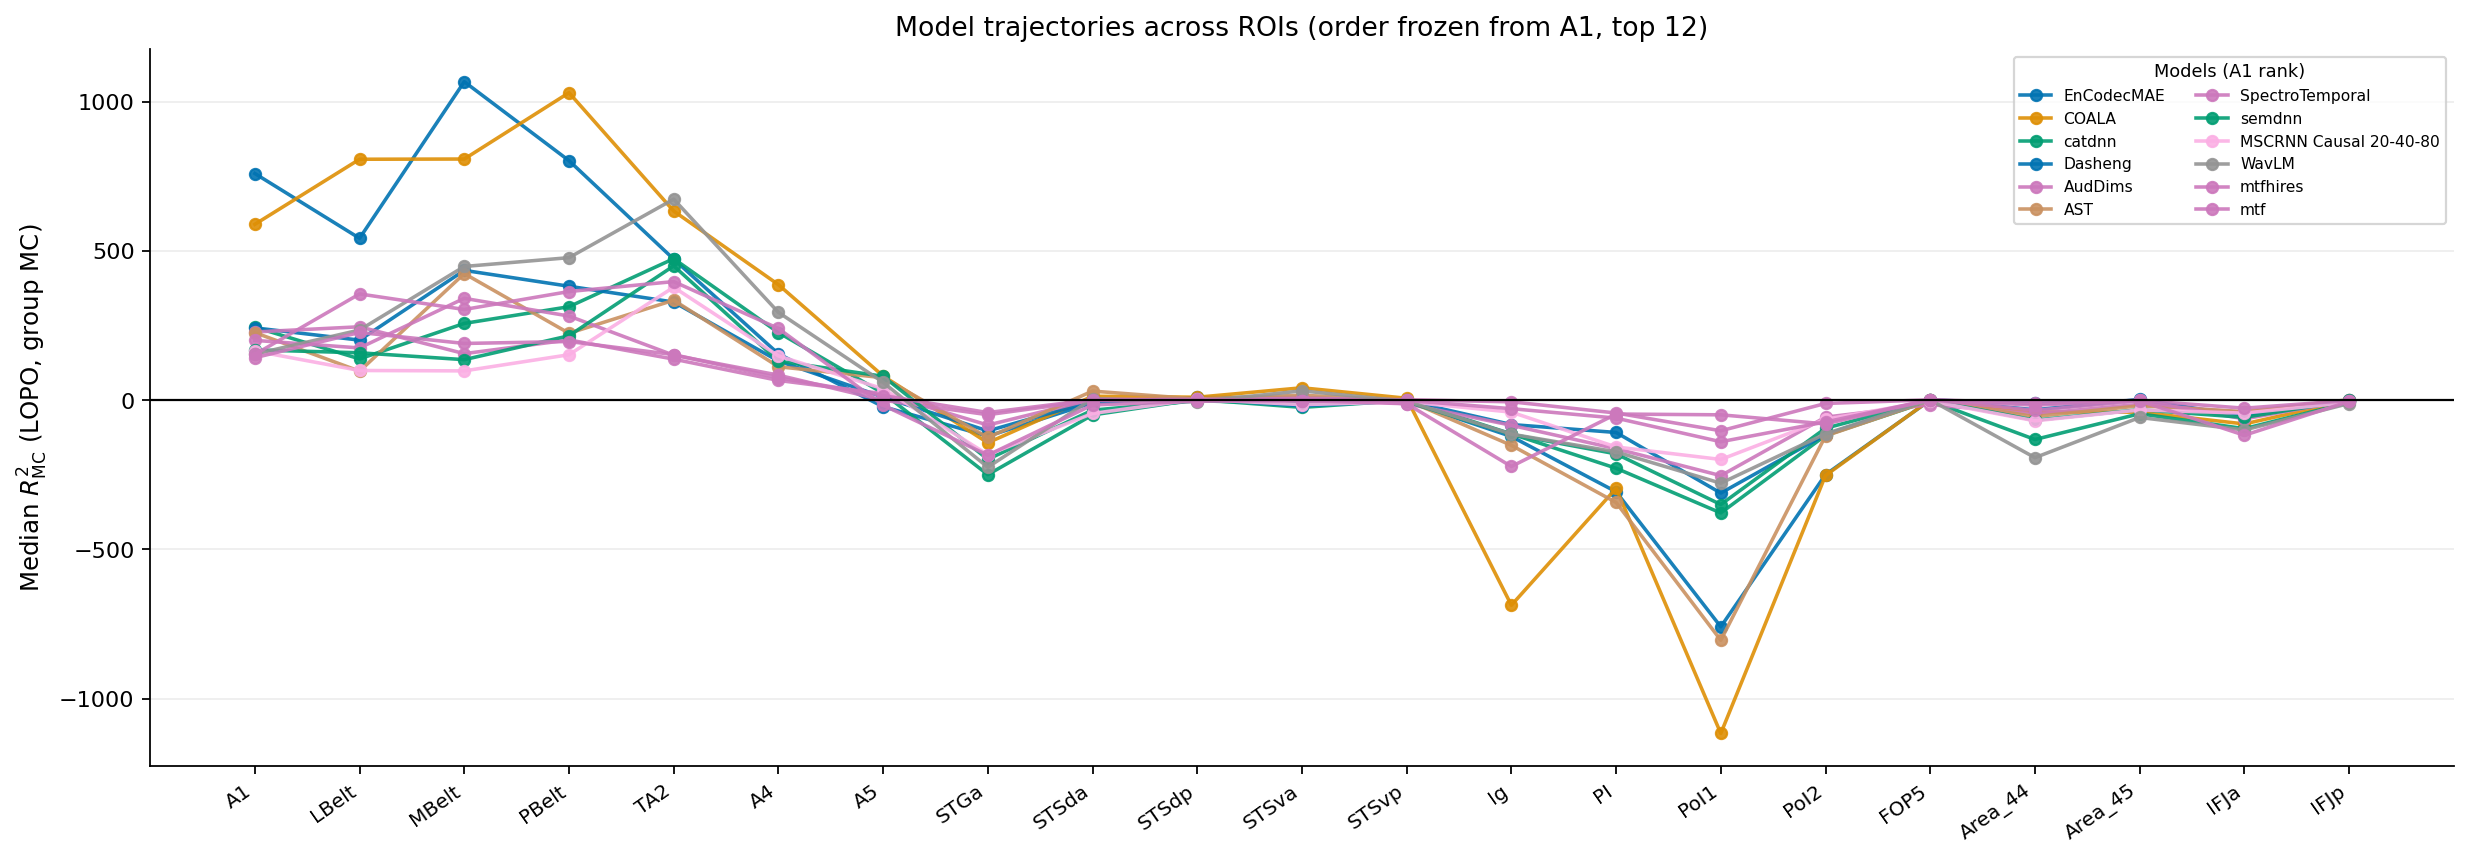 Model trajectories across ROIs (order frozen from A1, top 12)
Models (A1 rank)
EnCodecMAE
COALA
catdnn
Dasheng
AudDims
AST
SpectroTemporal
semdnn
MSCRNN Causal 20-40-80
WavLM
mtfhires
mtf
Median R²MC (LOPO, group MC)
1000
500
0
−500
−1000
A1
LBelt
MBelt
PBelt
TA2
A4
A5
STGa
STSda
STSdp
STSva
STSvp
Ig
PI
PoI1
PoI2
FOP5
Area_44
Area_45
IFJa
IFJp